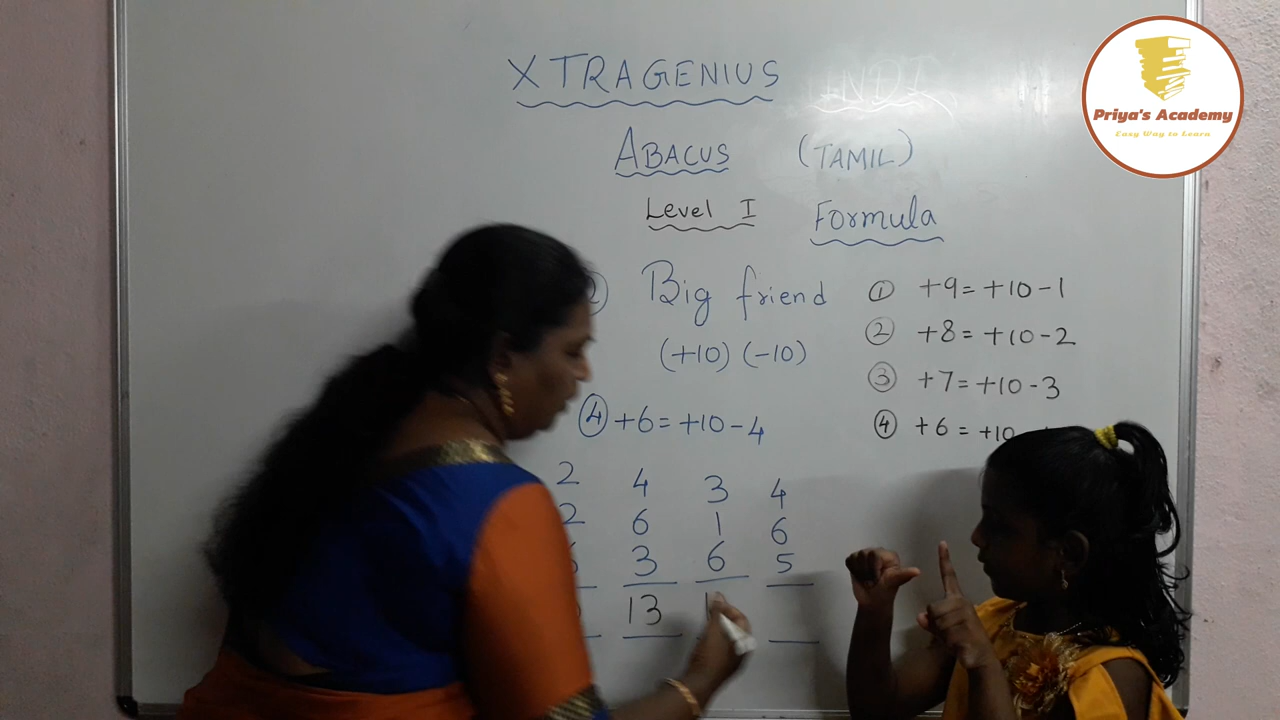 XTRAGENIUS
Priya's Academy
Easy Way to Learn
ABACUS (TAMIL)
Level I Formula
Big friend
(+10) (-10)
④ +6 = +10 - 4
① +9 = +10 - 1
② +8 = +10 - 2
③ +7 = +10 - 3
④ +6 = +10
2 4 3 4
2 6 1 6
3 6 5
13 1